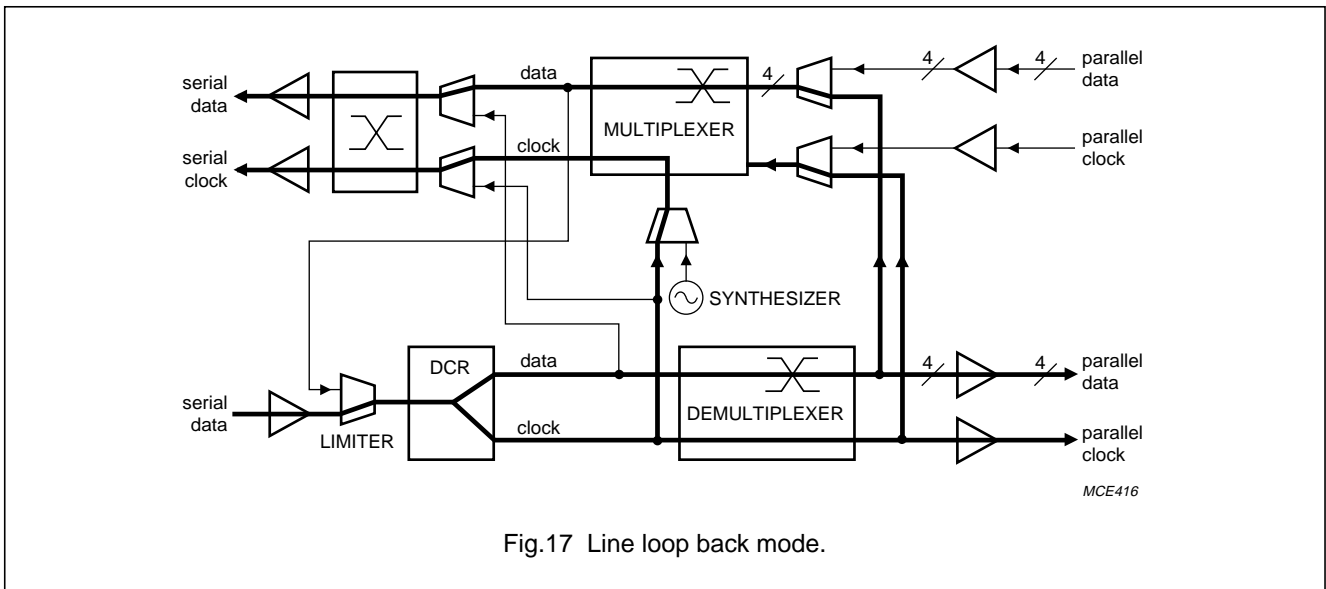 serial
data
data
4
4
4
parallel
data
MULTIPLEXER
serial
clock
clock
parallel
clock
SYNTHESIZER
DCR
data
4
4
parallel
data
serial
data
LIMITER
DEMULTIPLEXER
clock
parallel
clock
MCE416
Fig.17 Line loop back mode.